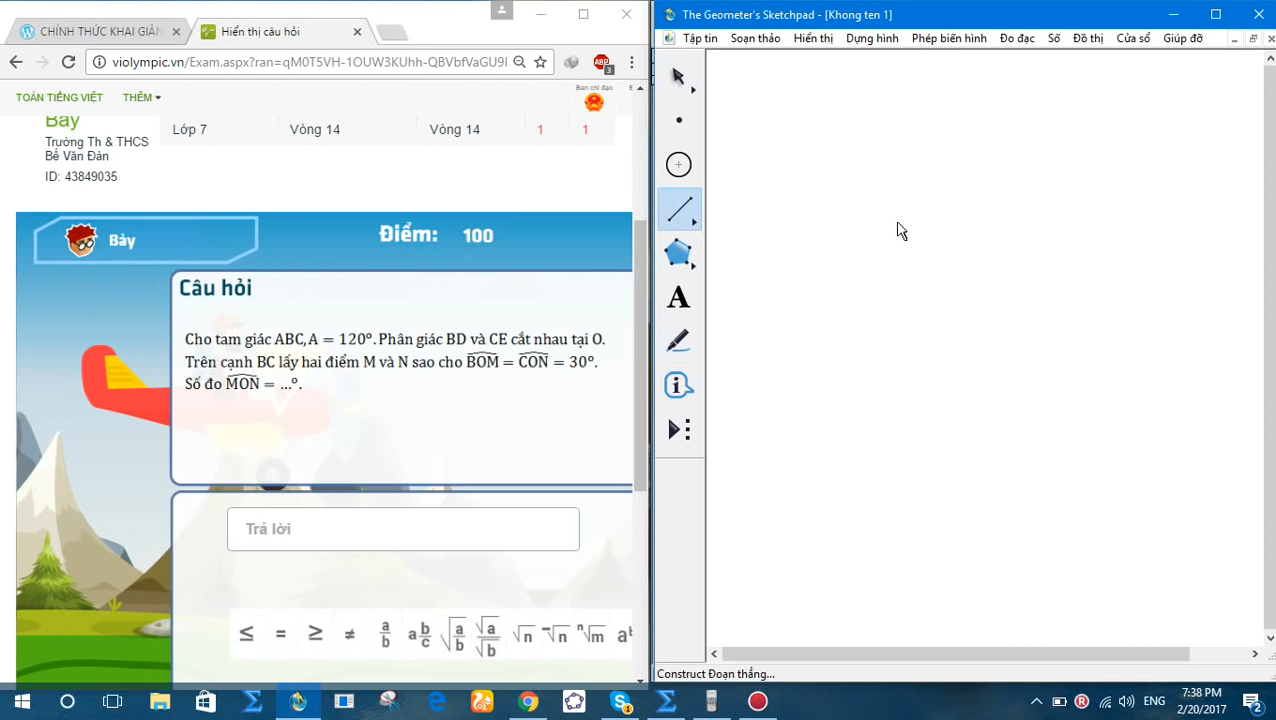 CHÍNH THỨC KHAI GIẢN
Hiển thị câu hỏi
violympic.vn/Exam.aspx?ran=qM0T5VH-1OUW3KUhh-QBVbfVaGU9I
ABP
3
TOÁN TIẾNG VIỆT THÊM
Ban chỉ đạo
Bảy
Trường Th & THCS
Bế Văn Đàn
ID: 43849035
Lớp 7 Vòng 14 Vòng 14 1 1
Bảy
Điểm: 100
Câu hỏi
Cho tam giác ABC, A = 120°. Phân giác BD và CE cắt nhau tại O.
Trên cạnh BC lấy hai điểm M và N sao cho BOM = CON = 30°.
Số đo MON = ...°.
Trả lời
≤ = ≥ ≠ a/b a b/c √(a/b) √a/√b √n −√n ⁿ√m
The Geometer's Sketchpad - [Khong ten 1]
Tập tin Soạn thảo Hiển thị Dựng hình Phép biến hình Đo đạc Số Đồ thị Cửa sổ Giúp đỡ
A
i
Construct Đoạn thẳng...
ENG
7:38 PM
2/20/2017
2